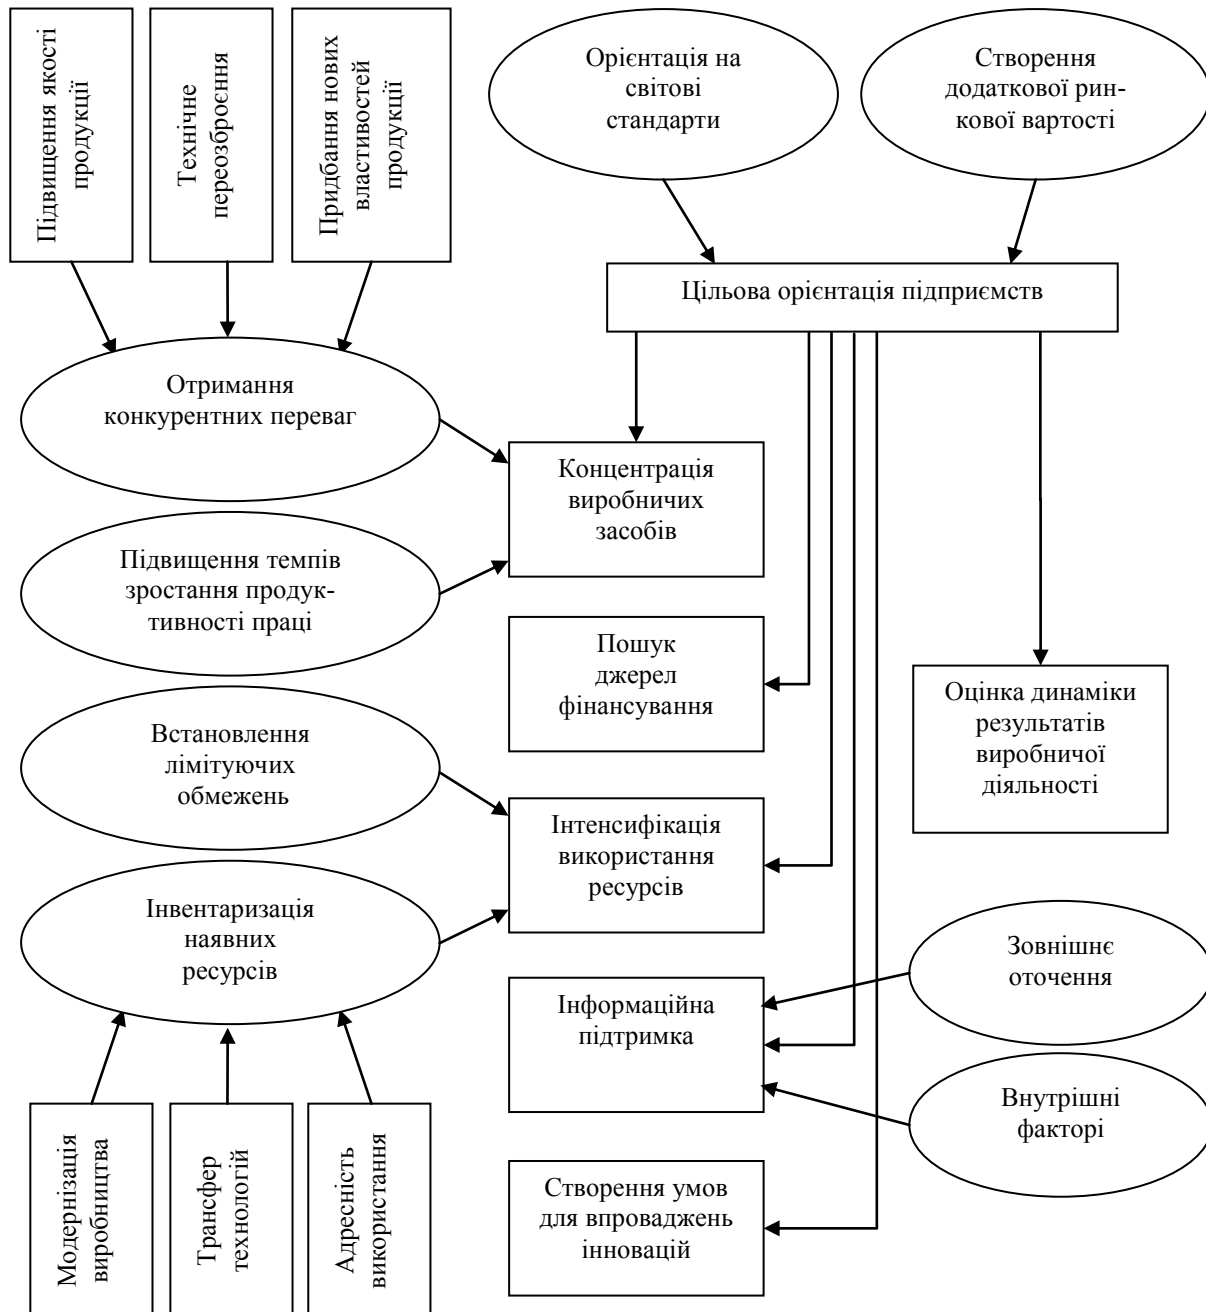 Підвищення якості
продукції
Технічне
переозброєння
Придбання нових
властивостей
продукції
Орієнтація на
світові
стандарти
Створення
додаткової рин-
кової вартості
Цільова орієнтація підприємств
Отримання
конкурентних переваг
Концентрація
виробничих
засобів
Підвищення темпів
зростання продук-
тивності праці
Пошук
джерел
фінансування
Оцінка динаміки
результатів
виробничої
діяльності
Встановлення
лімітуючих
обмежень
Інтенсифікація
використання
ресурсів
Інвентаризація
наявних
ресурсів
Зовнішнє
оточення
Інформаційна
підтримка
Внутрішні
факторі
Модернізація
виробництва
Трансфер
технологій
Адресність
використання
Створення умов
для впроваджень
інновацій